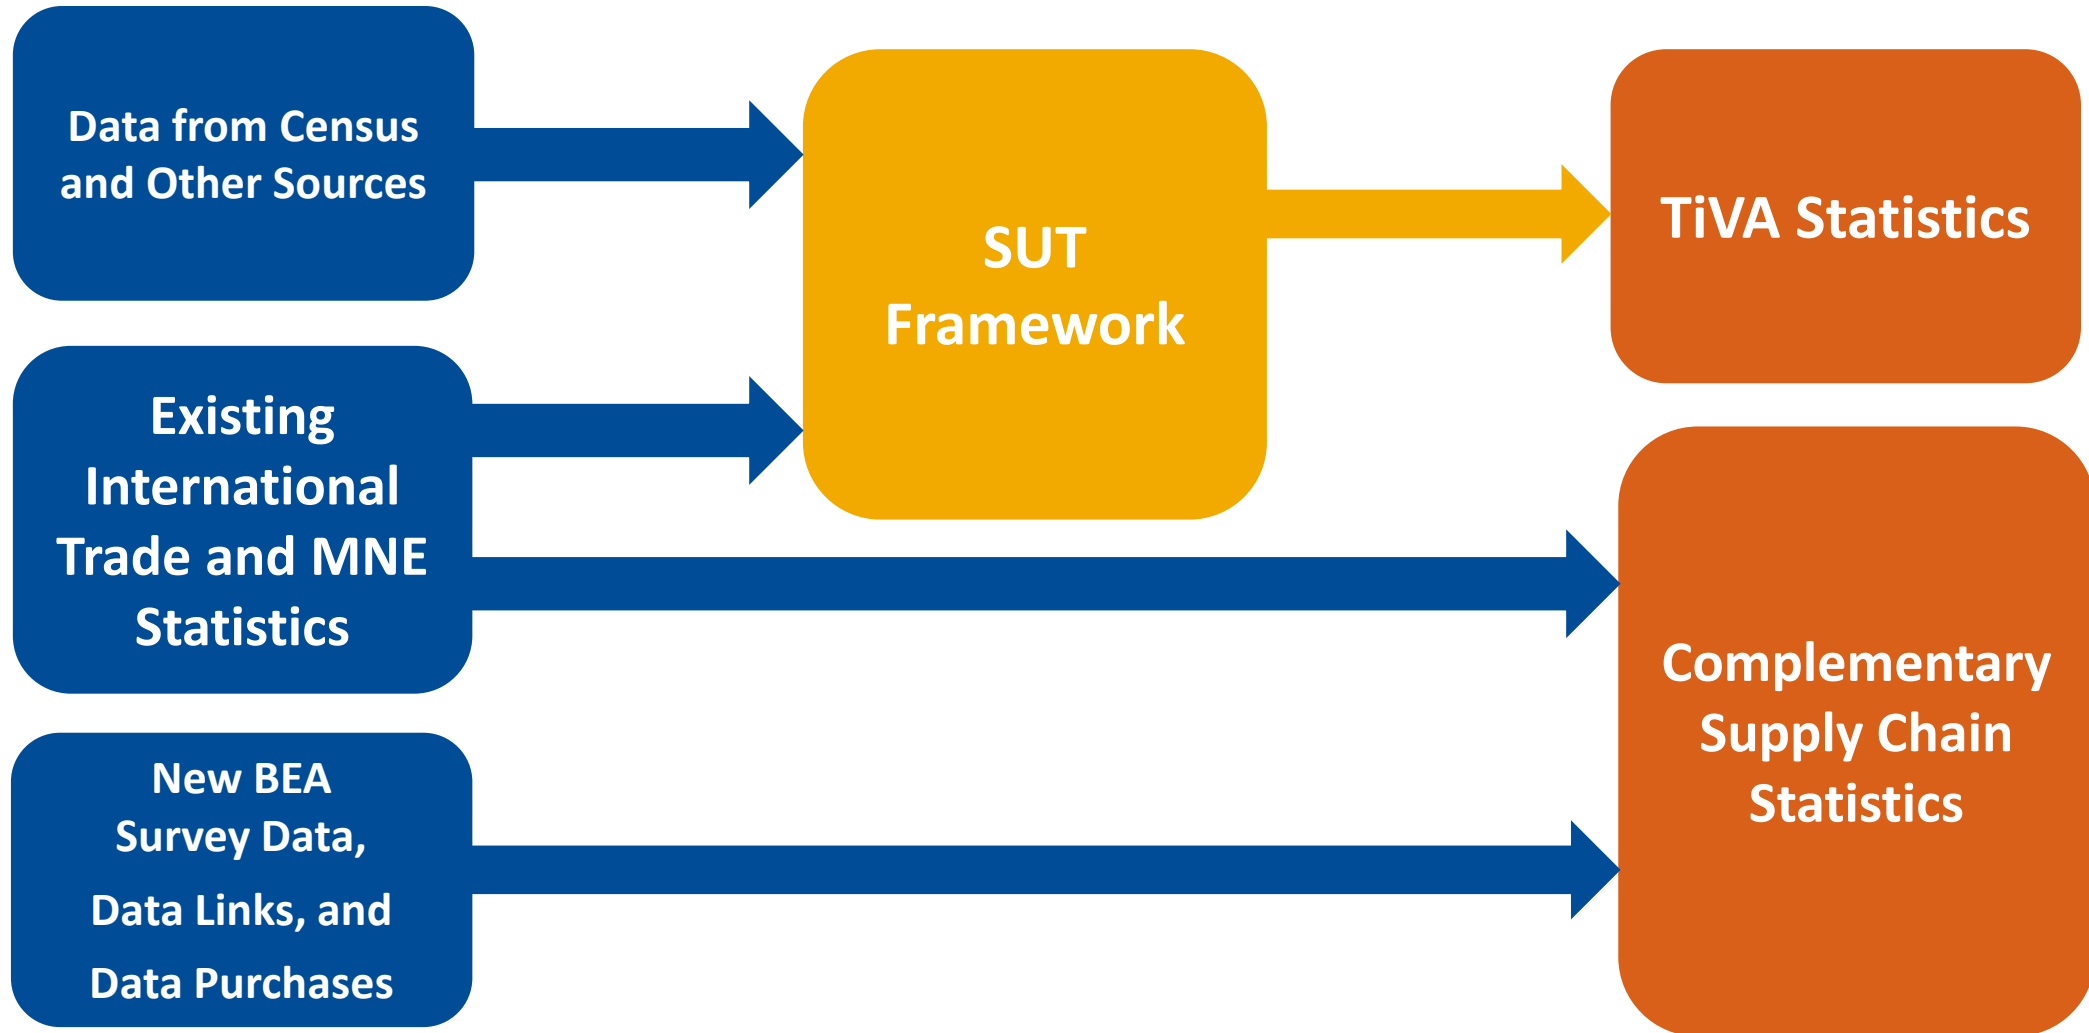 Data from Census
and Other Sources
SUT
Framework
TiVA Statistics
Existing
International
Trade and MNE
Statistics
Complementary
Supply Chain
Statistics
New BEA
Survey Data,
Data Links, and
Data Purchases